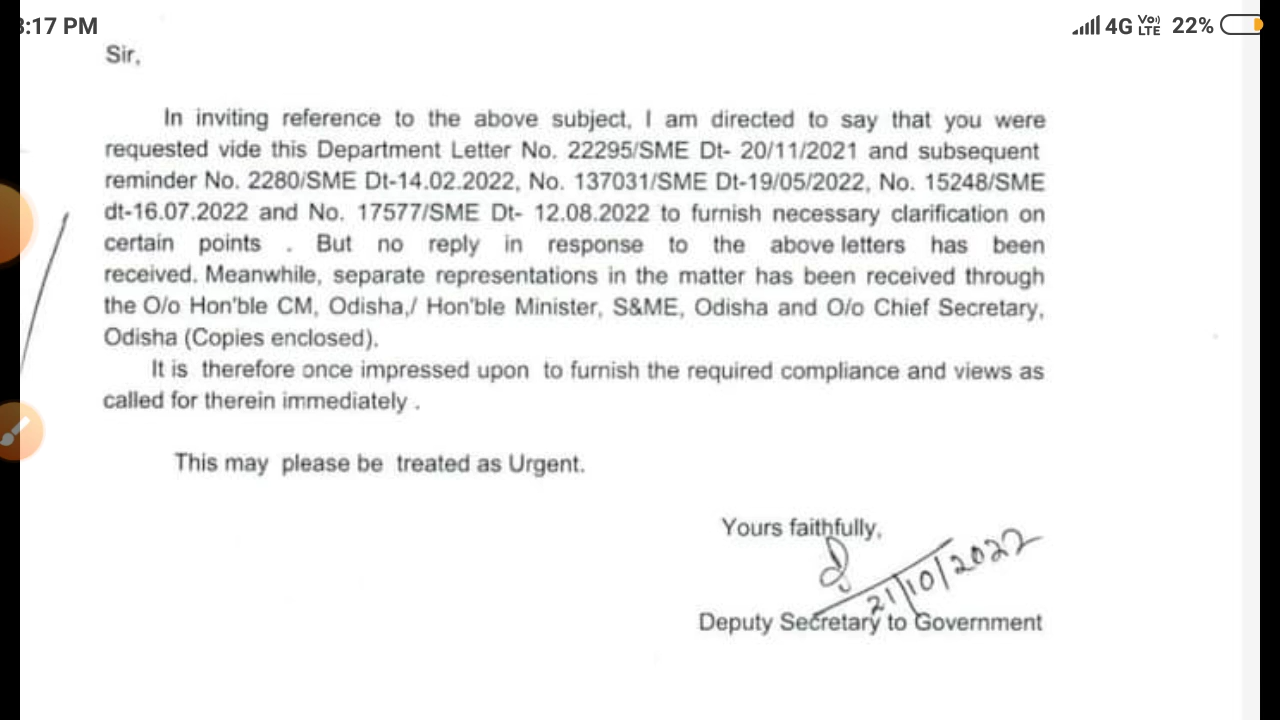 :17 PM
4G Vo)) LTE 22%
Sir,
In inviting reference to the above subject, I am directed to say that you were
requested vide this Department Letter No. 22295/SME Dt- 20/11/2021 and subsequent
reminder No. 2280/SME Dt-14.02.2022, No. 137031/SME Dt-19/05/2022, No. 15248/SME
dt-16.07.2022 and No. 17577/SME Dt- 12.08.2022 to furnish necessary clarification on
certain points . But no reply in response to the above letters has been
received. Meanwhile, separate representations in the matter has been received through
the O/o Hon'ble CM, Odisha,/ Hon'ble Minister, S&ME, Odisha and O/o Chief Secretary,
Odisha (Copies enclosed).
It is therefore once impressed upon to furnish the required compliance and views as
called for therein immediately .
This may please be treated as Urgent.
Yours faithfully,
21/10/2022
Deputy Secretary to Government